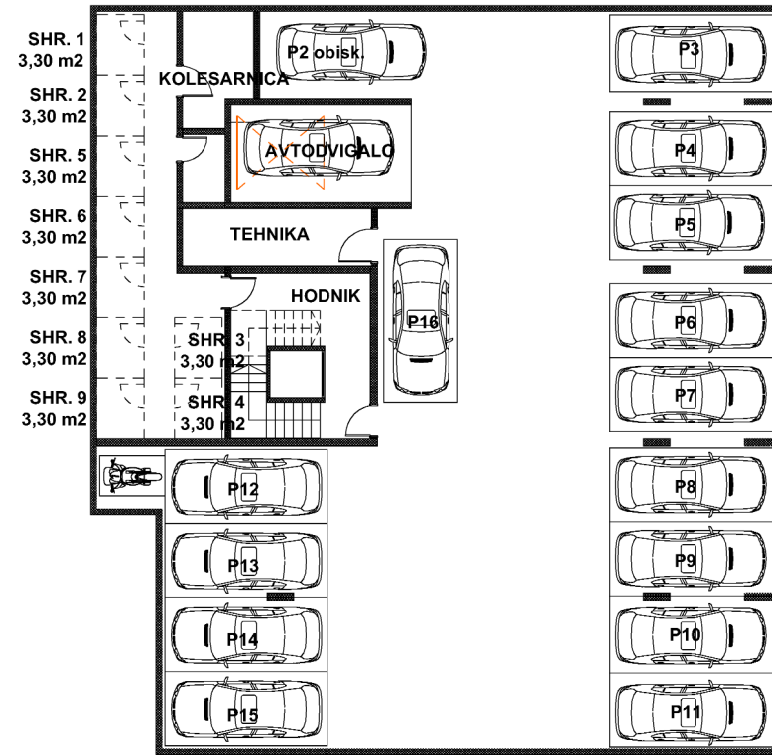 SHR. 1
3,30 m2
SHR. 2
3,30 m2
SHR. 5
3,30 m2
SHR. 6
3,30 m2
SHR. 7
3,30 m2
SHR. 8
3,30 m2
SHR. 9
3,30 m2
KOLESARNICA
P2 obisk.
AVTODVIGALO
TEHNIKA
HODNIK
SHR. 3
3,30 m2
SHR. 4
3,30 m2
P16
P12
P13
P14
P15
P3
P4
P5
P6
P7
P8
P9
P10
P11